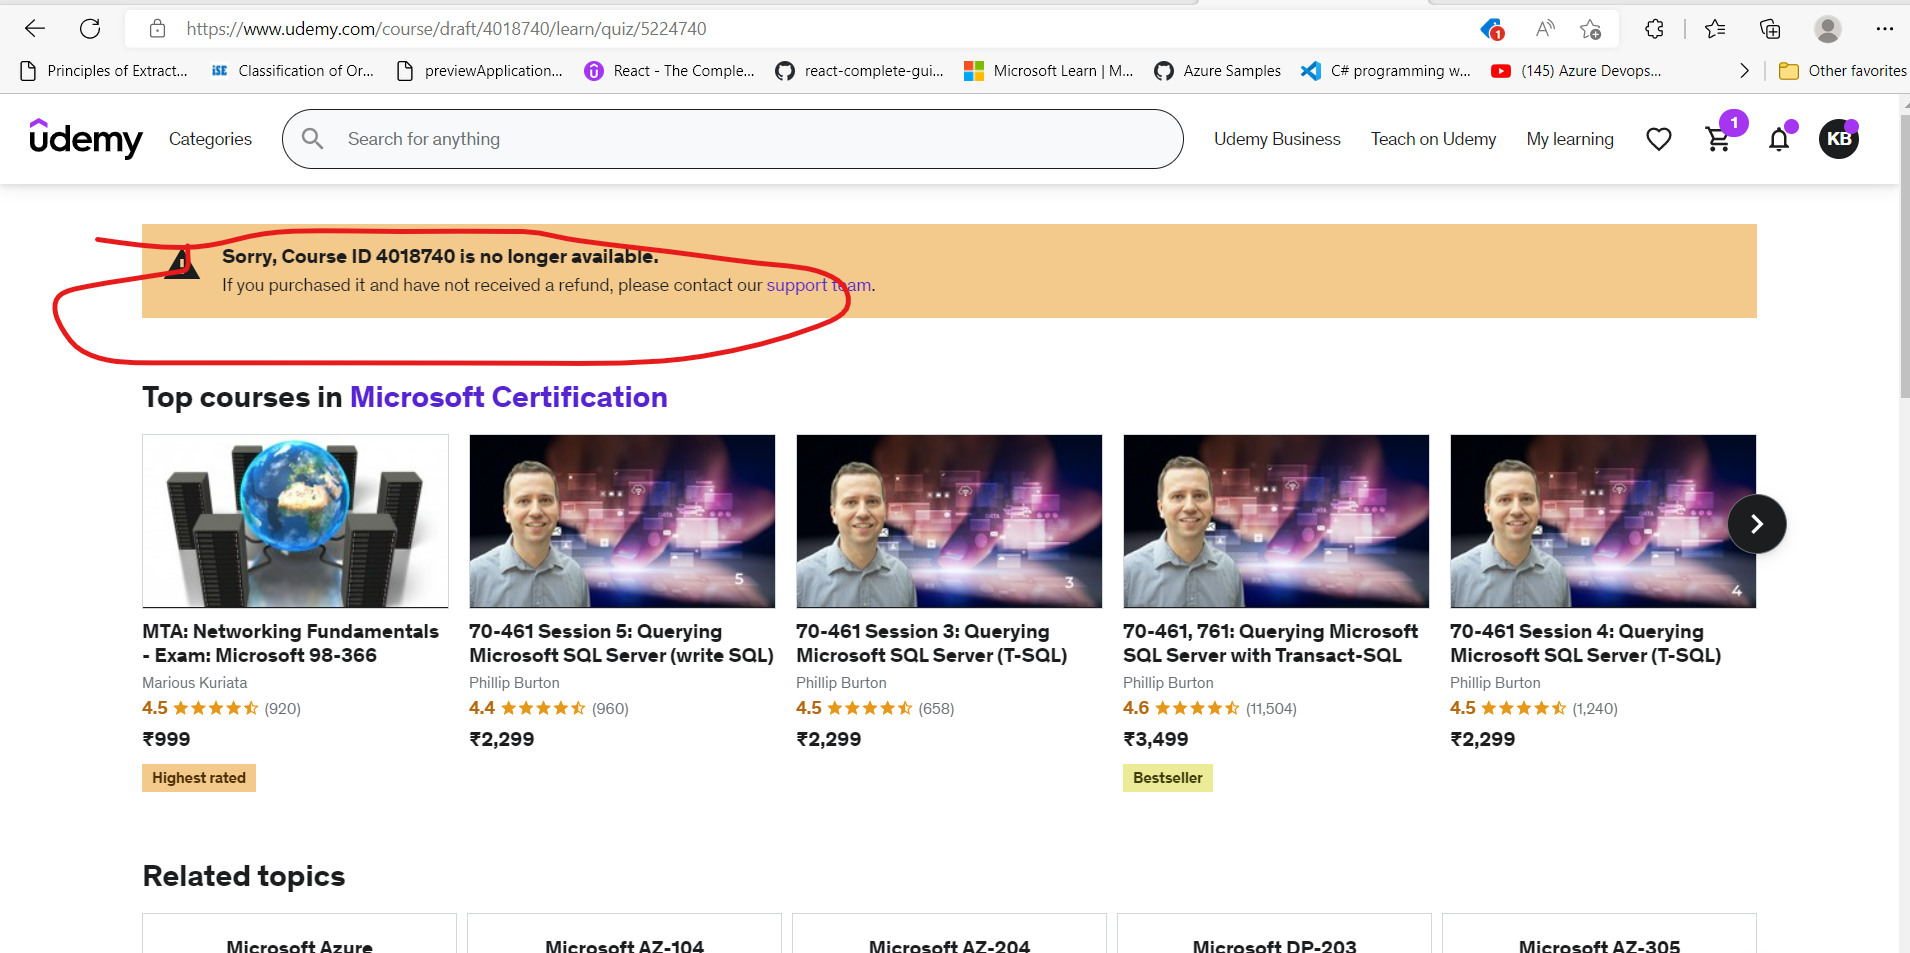 https://www.udemy.com/course/draft/4018740/learn/quiz/5224740
1
Principles of Extract...
iSE
Classification of Or...
previewApplication...
React - The Comple...
react-complete-gui...
Microsoft Learn | M...
Azure Samples
C# programming w...
(145) Azure Devops...
Other favorites
udemy
Categories
Search for anything
Udemy Business
Teach on Udemy
My learning
1
KB
Sorry, Course ID 4018740 is no longer available.
If you purchased it and have not received a refund, please contact our support team.
Top courses in Microsoft Certification
5
3
4
MTA: Networking Fundamentals
- Exam: Microsoft 98-366
Marious Kuriata
4.5 (920)
₹999
Highest rated
70-461 Session 5: Querying
Microsoft SQL Server (write SQL)
Phillip Burton
4.4 (960)
₹2,299
70-461 Session 3: Querying
Microsoft SQL Server (T-SQL)
Phillip Burton
4.5 (658)
₹2,299
70-461, 761: Querying Microsoft
SQL Server with Transact-SQL
Phillip Burton
4.6 (11,504)
₹3,499
Bestseller
70-461 Session 4: Querying
Microsoft SQL Server (T-SQL)
Phillip Burton
4.5 (1,240)
₹2,299
Related topics
Microsoft Azure
Microsoft AZ-104
Microsoft AZ-204
Microsoft DP-203
Microsoft AZ-305